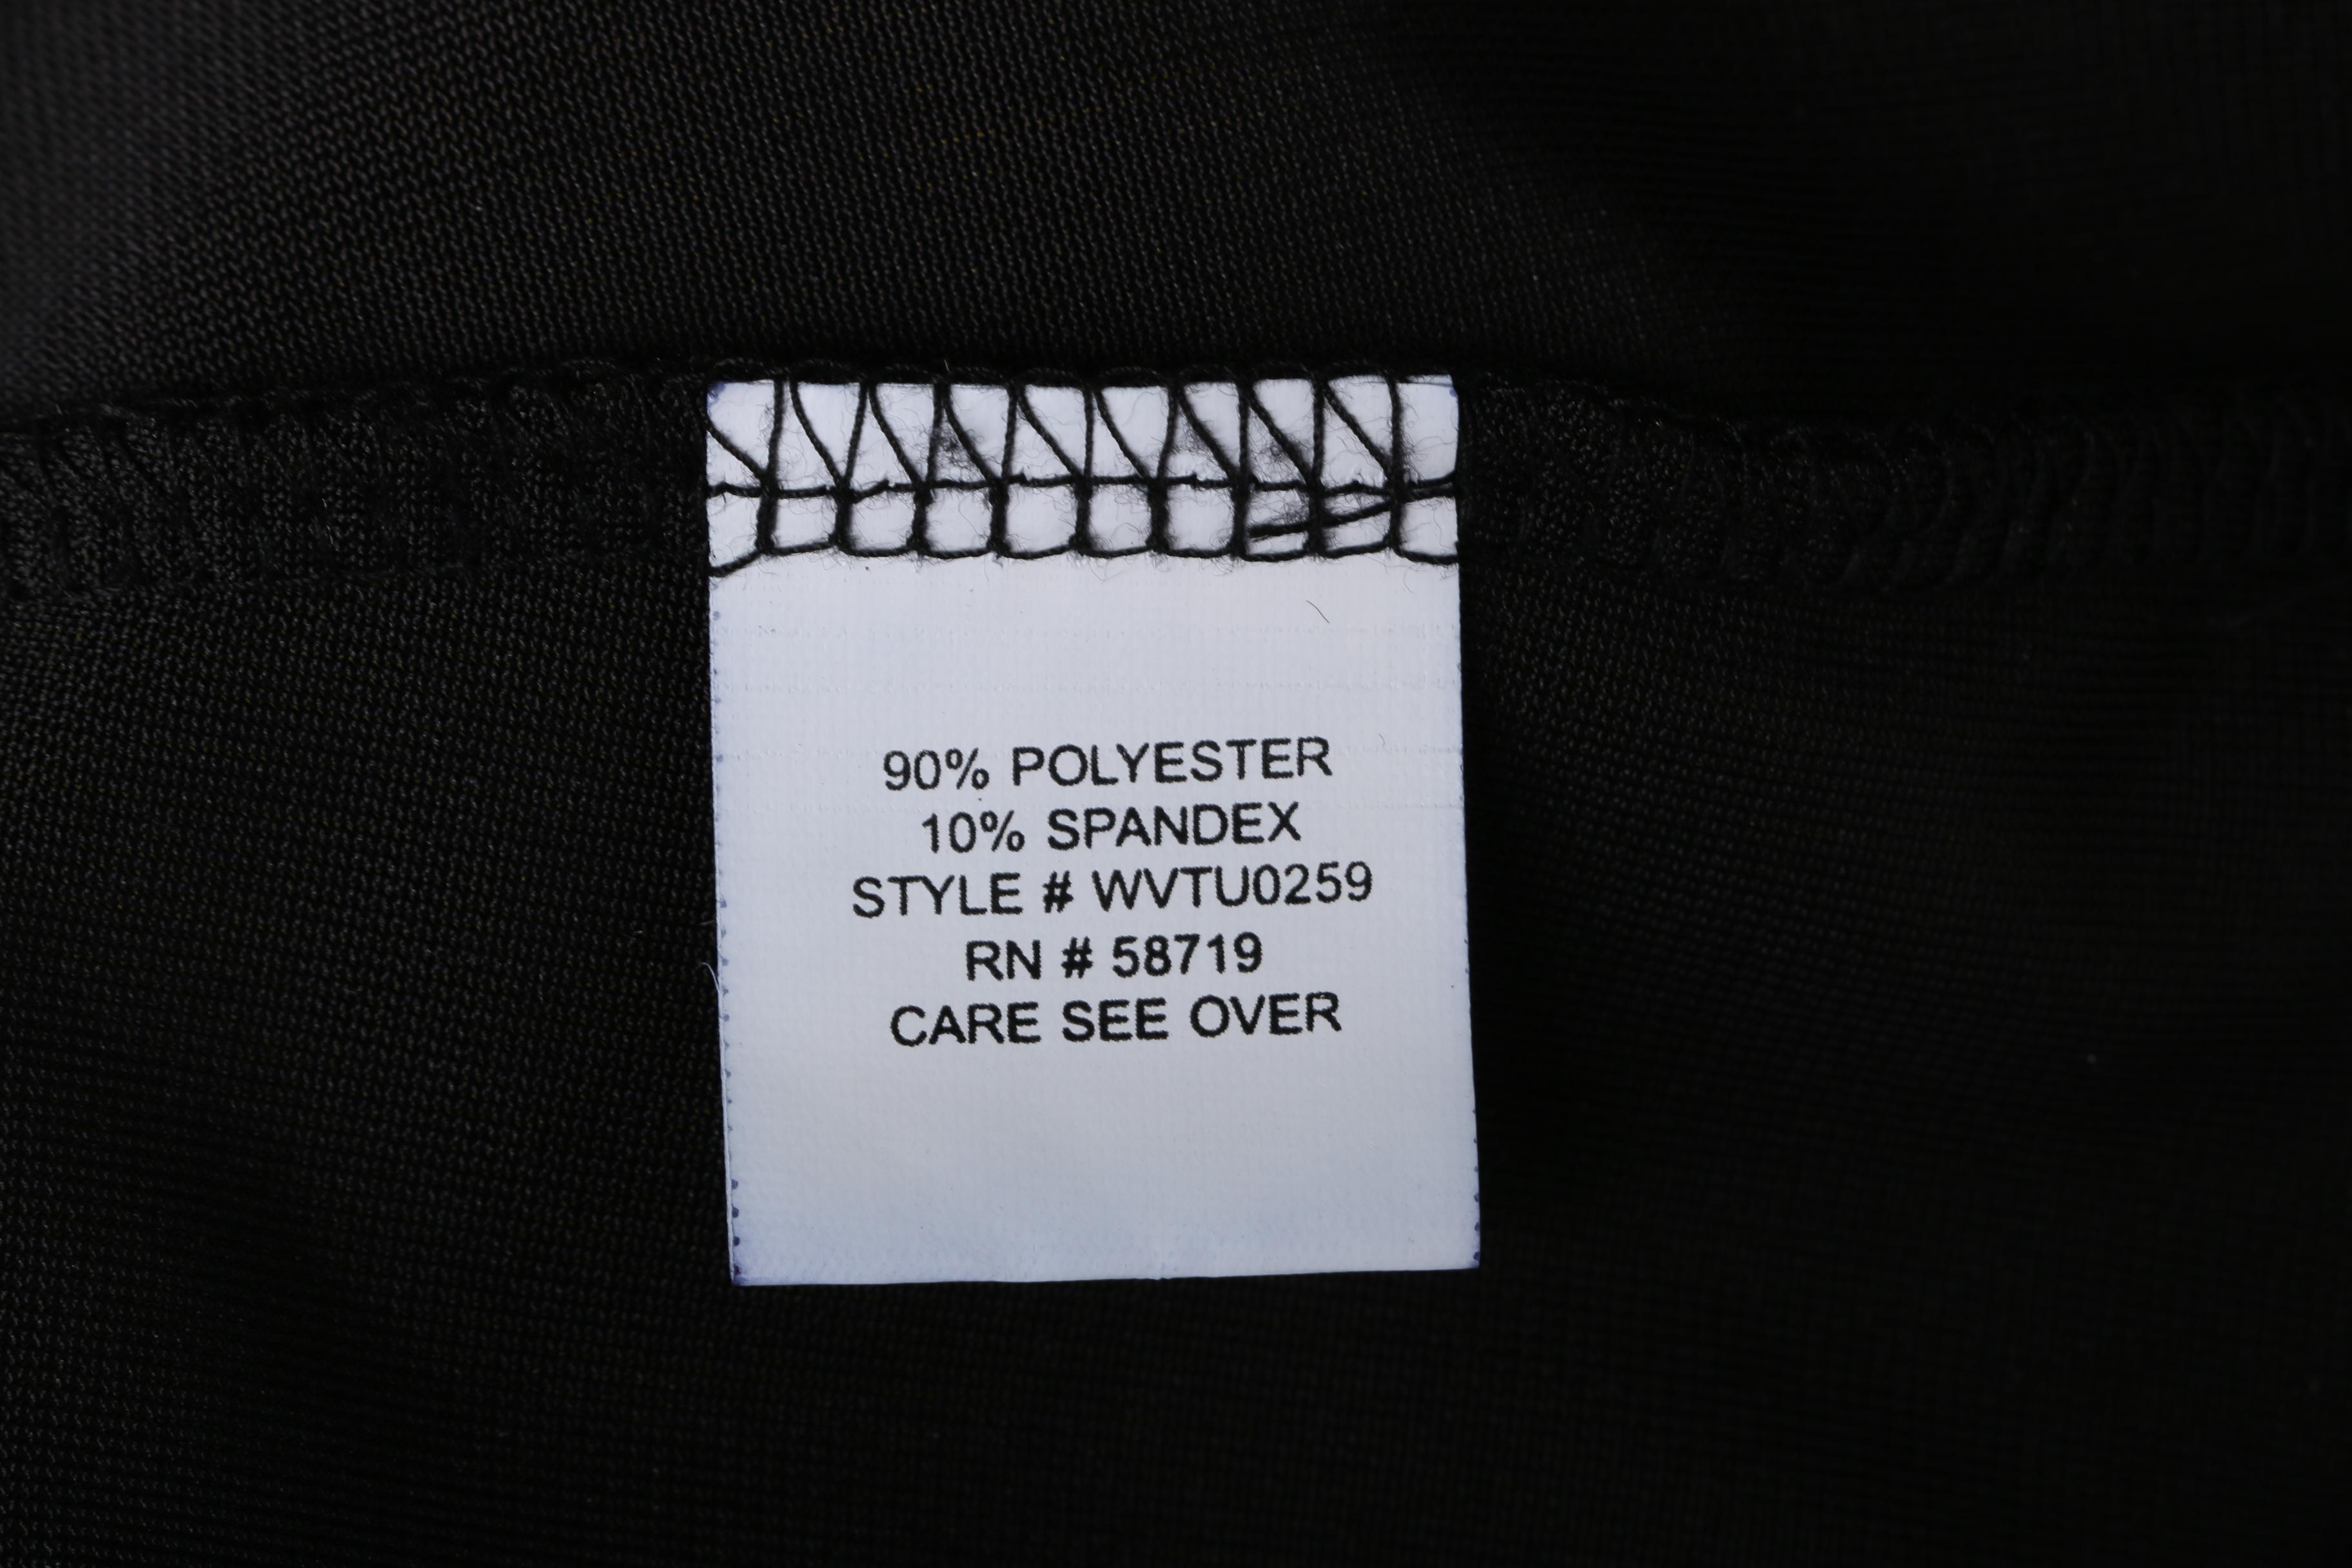 90% POLYESTER
10% SPANDEX
STYLE # WVTU0259
RN # 58719
CARE SEE OVER